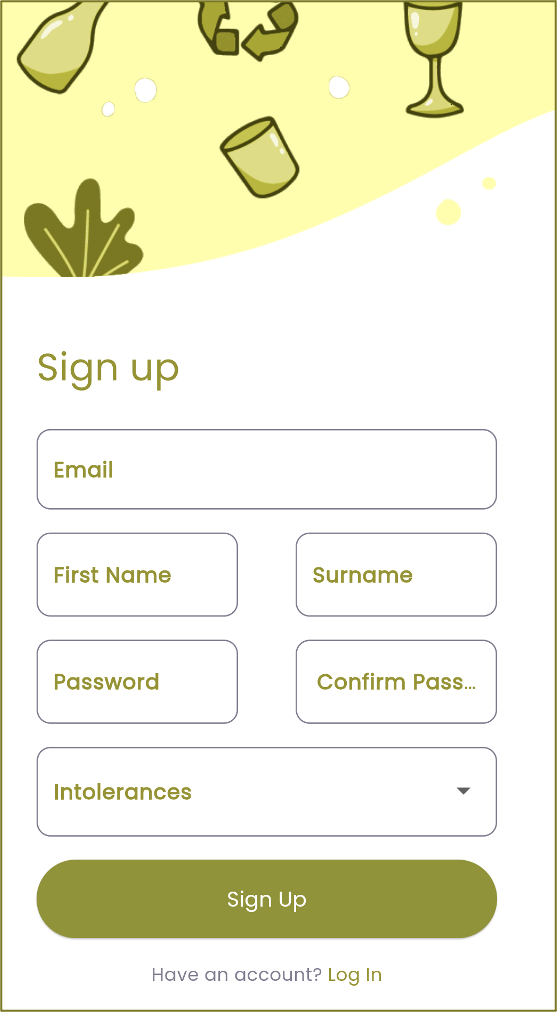 Sign up
Email
First Name Surname
Password Confirm Pass...
Intolerances
Sign Up
Have an account? Log In